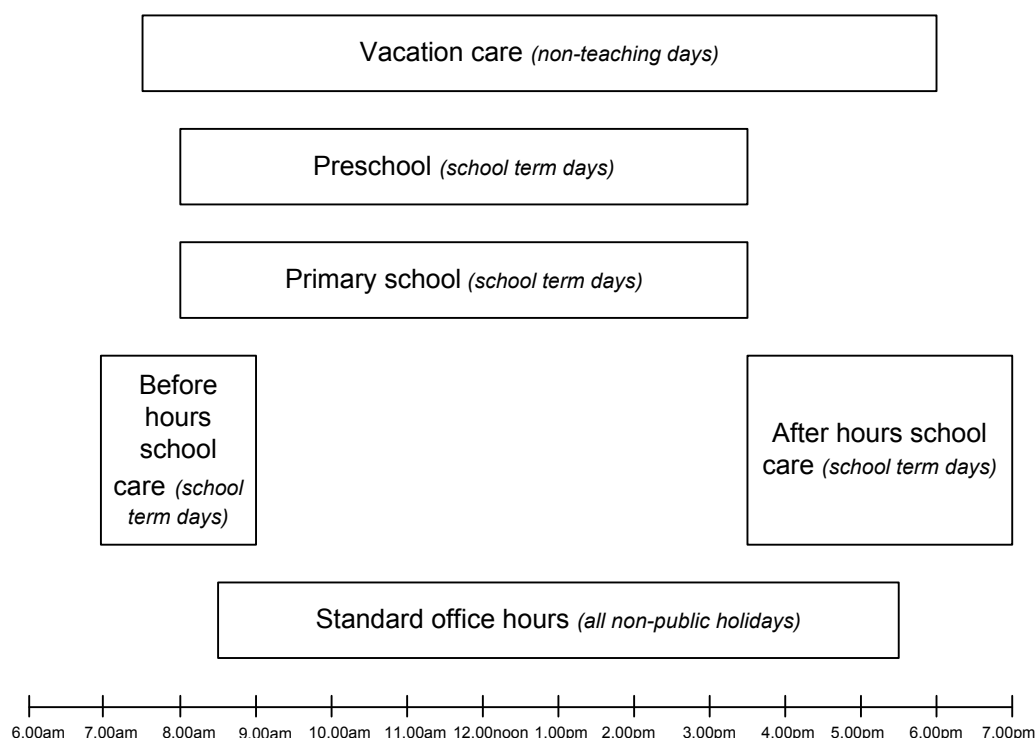 Vacation care (non-teaching days)
Preschool (school term days)
Primary school (school term days)
Before
hours
school
care (school
term days)
After hours school
care (school term days)
Standard office hours (all non-public holidays)
6.00am 7.00am 8.00am 9.00am 10.00am 11.00am 12.00noon 1.00pm 2.00pm 3.00pm 4.00pm 5.00pm 6.00pm 7.00pm